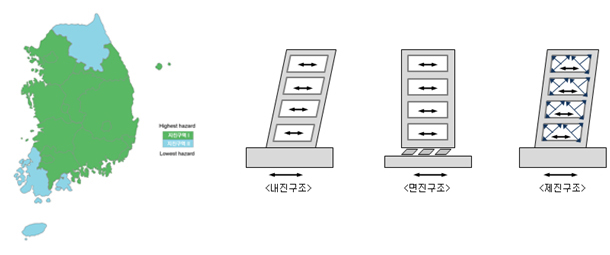 Highest hazard
지진구역 I
지진구역 II
Lowest hazard
<내진구조>
<면진구조>
<제진구조>